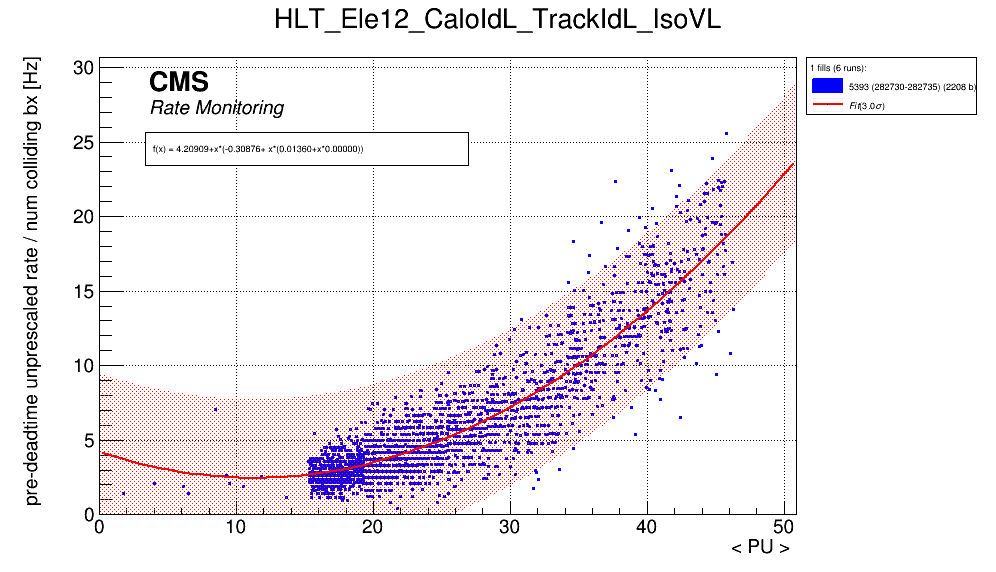 HLT_Ele12_CaloIdL_TrackIdL_IsoVL
pre-deadtime unprescaled rate / num colliding bx [Hz]
30
25
20
15
10
5
0
CMS
Rate Monitoring
f(x) = 4.20909+x*(-0.30876+ x*(0.01360+x*0.00000))
1 fills (6 runs):
5393 (282730-282735) (2208 b)
Fit(3.0σ)
0 10 20 30 40 50
< PU >